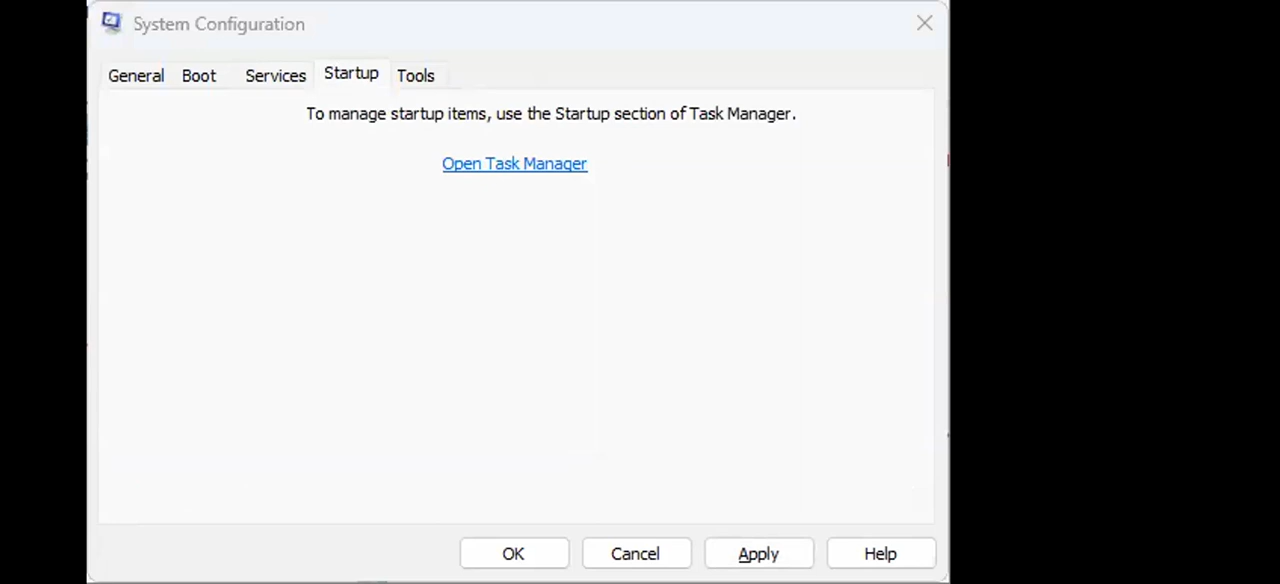 System Configuration
General Boot Services Startup Tools
To manage startup items, use the Startup section of Task Manager.
Open Task Manager
OK Cancel Apply Help